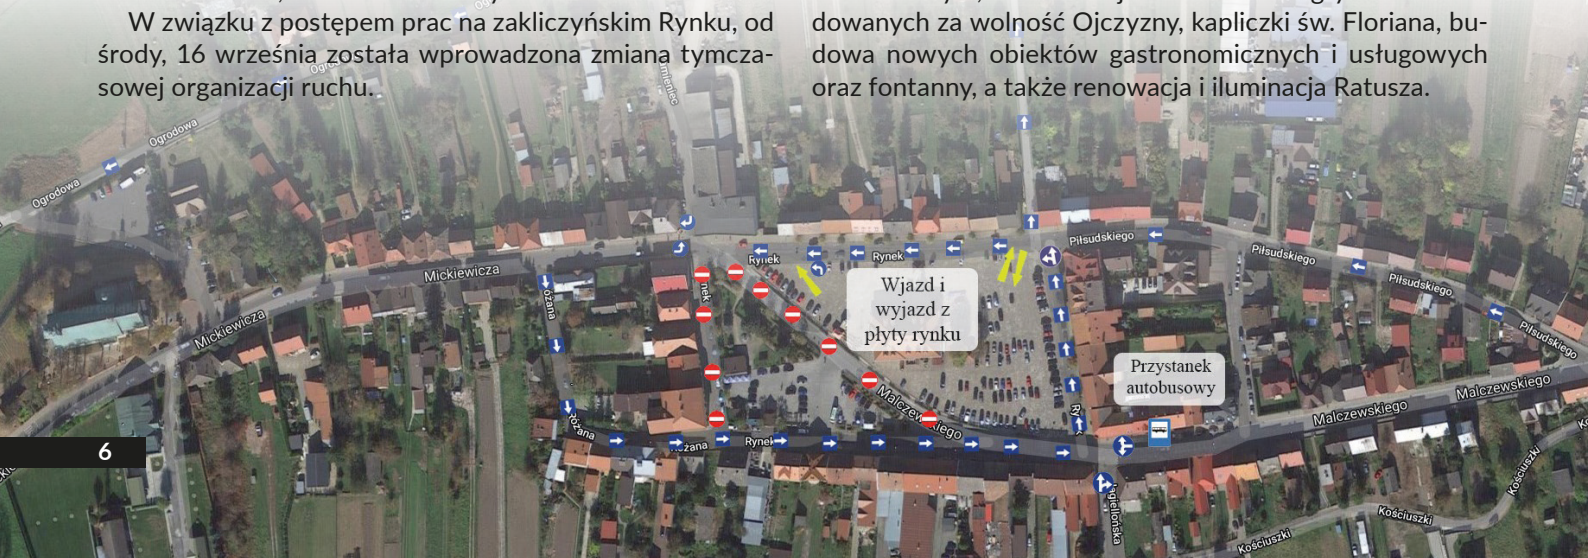 W związku z postępem prac na zakliczyńskim Rynku, od
środy, 16 września została wprowadzona zmiana tymcza-
sowej organizacji ruchu.
dowanych za wolność Ojczyzny, kapliczki św. Floriana, bu-
dowa nowych obiektów gastronomicznych i usługowych
oraz fontanny, a także renowacja i iluminacja Ratusza.
Ogrodowa
Ogrodowa
Mickiewicza
Mickiewicza
Różana
Różana
Rynek
Rynek
Rynek
Wjazd i
wyjazd z
płyty rynku
Malczewskiego
Piłsudskiego
Piłsudskiego
Piłsudskiego
Piłsudskiego
Przystanek
autobusowy
Malczewskiego
Malczewskiego
Jagiellońska
Kościuszki
Kościuszki
Kościuszki
6